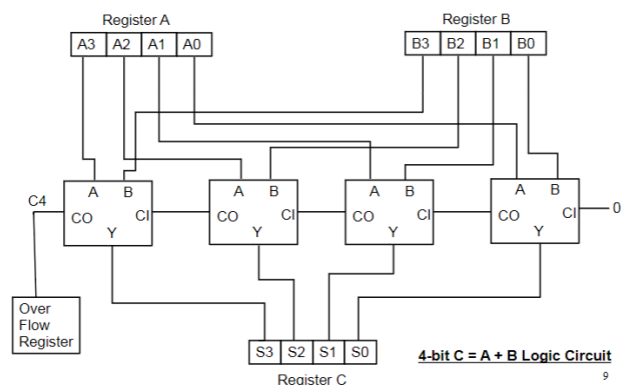 Register A Register B
A3 A2 A1 A0 B3 B2 B1 B0
A B A B A B A B
C4 CO CI CO CI CO CI CO CI 0
Y Y Y Y
Over
Flow
Register
S3 S2 S1 S0
Register C
4-bit C = A + B Logic Circuit
9